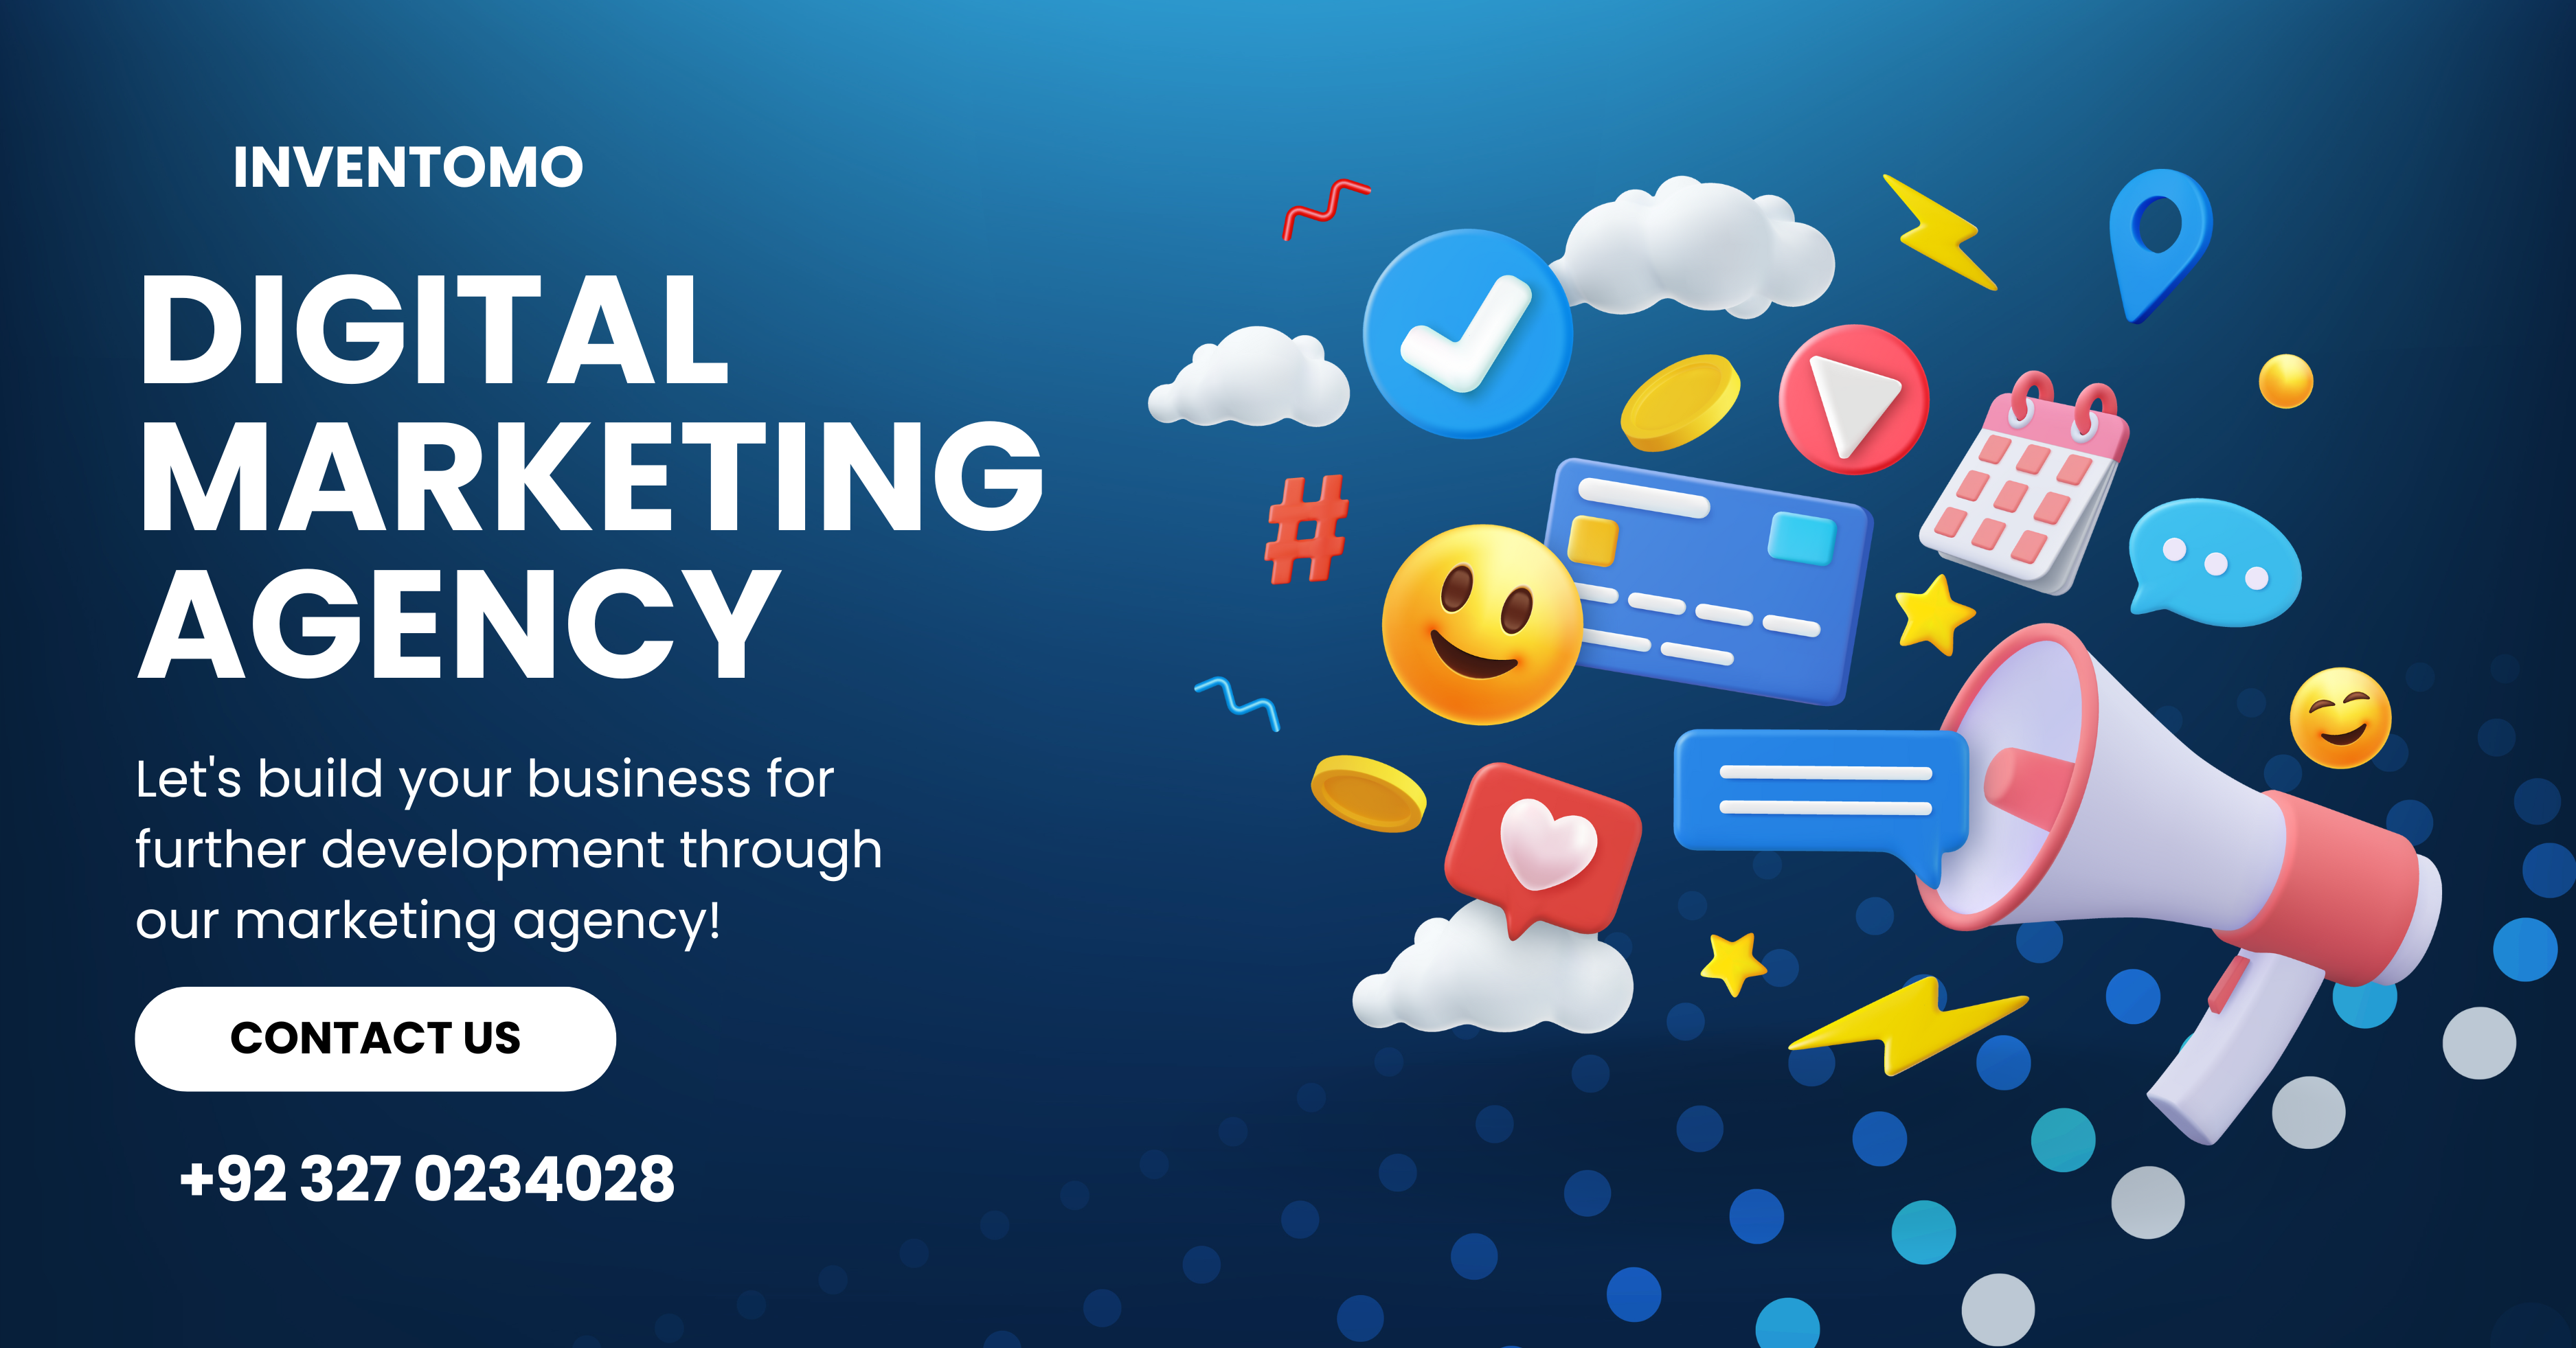 INVENTOMO
DIGITAL
MARKETING
AGENCY
Let's build your business for
further development through
our marketing agency!
CONTACT US
+92 327 0234028
#